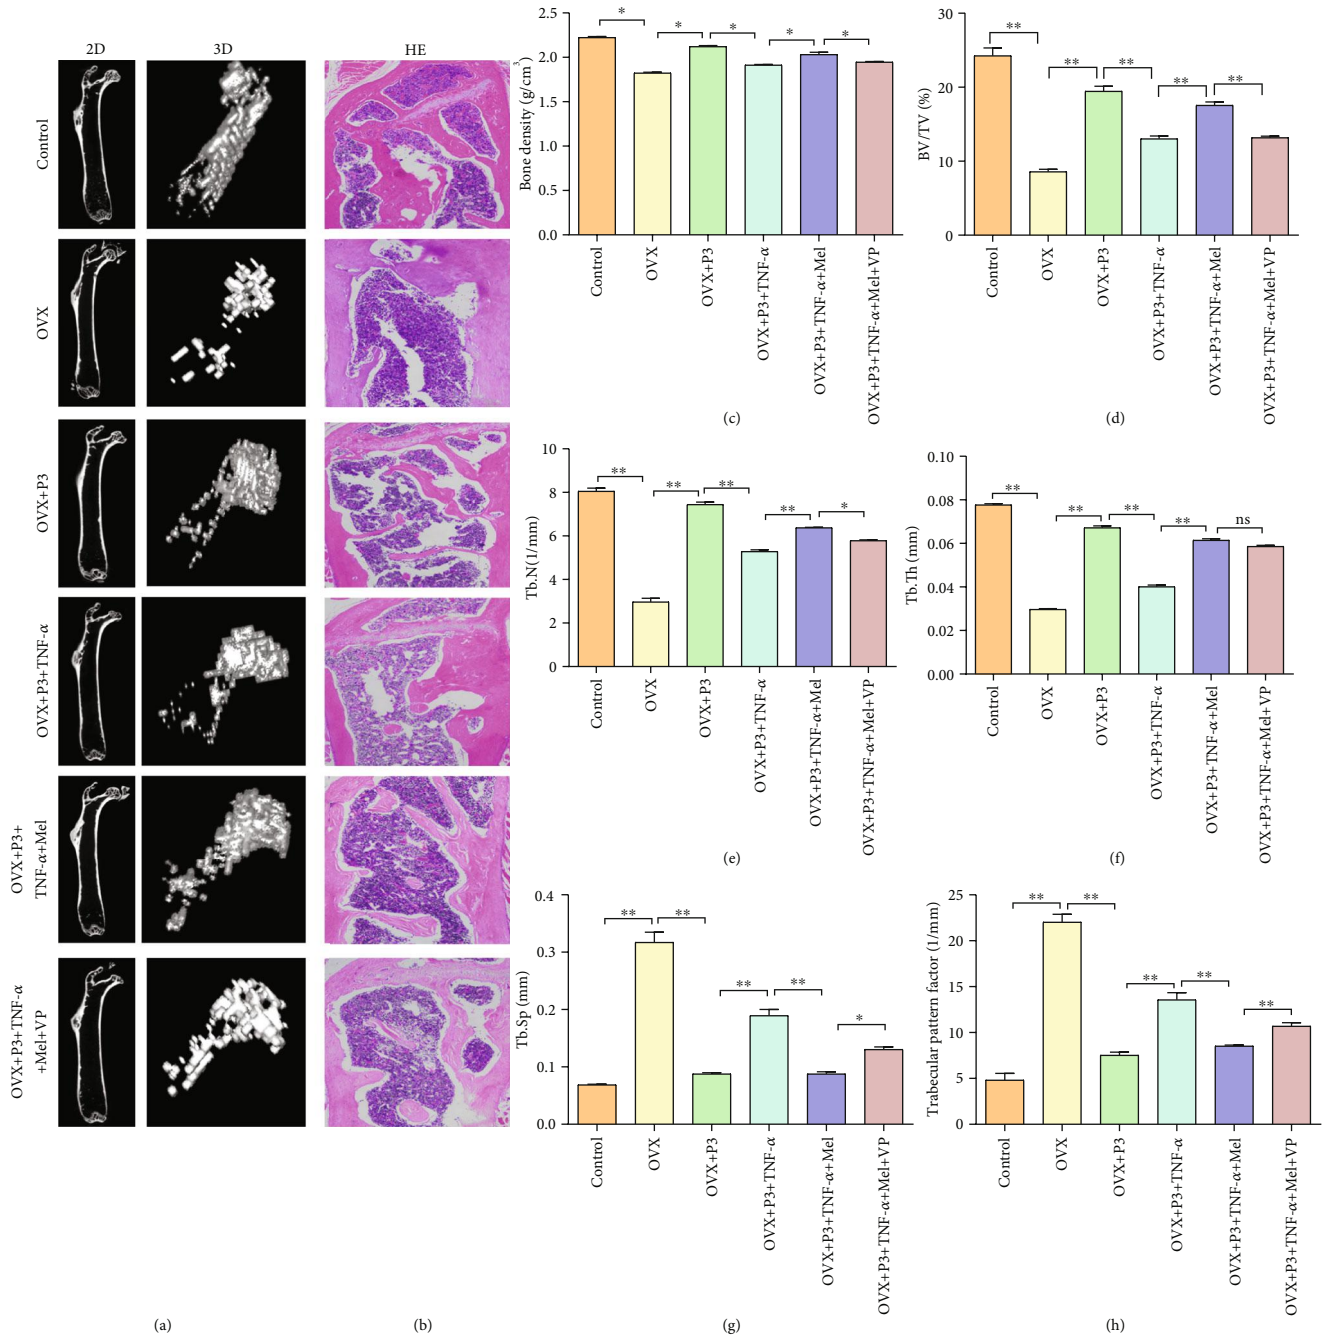 2D
3D
HE
Control
OVX
OVX+P3
OVX+P3+TNF-α
OVX+P3+
TNF-α+Mel
OVX+P3+TNF-α
+Mel+VP
(a)
(b)
Bone density (g/cm³)
2.5
2.0
1.5
1.0
0.5
0.0
*
*
*
*
*
Control
OVX
OVX+P3
OVX+P3+TNF-α
OVX+P3+TNF-α+Mel
OVX+P3+TNF-α+Mel+VP
(c)
BV/TV (%)
30
20
10
0
**
**
**
**
**
Control
OVX
OVX+P3
OVX+P3+TNF-α
OVX+P3+TNF-α+Mel
OVX+P3+TNF-α+Mel+VP
(d)
Tb.N(1/mm)
10
8
6
4
2
0
**
**
**
**
*
Control
OVX
OVX+P3
OVX+P3+TNF-α
OVX+P3+TNF-α+Mel
OVX+P3+TNF-α+Mel+VP
(e)
Tb.Th (mm)
0.10
0.08
0.06
0.04
0.02
0.00
**
**
**
**
ns
Control
OVX
OVX+P3
OVX+P3+TNF-α
OVX+P3+TNF-α+Mel
OVX+P3+TNF-α+Mel+VP
(f)
Tb.Sp (mm)
0.4
0.3
0.2
0.1
0.0
**
**
**
**
*
Control
OVX
OVX+P3
OVX+P3+TNF-α
OVX+P3+TNF-α+Mel
OVX+P3+TNF-α+Mel+VP
(g)
Trabecular pattern factor (1/mm)
25
20
15
10
5
0
**
**
**
**
**
Control
OVX
OVX+P3
OVX+P3+TNF-α
OVX+P3+TNF-α+Mel
OVX+P3+TNF-α+Mel+VP
(h)